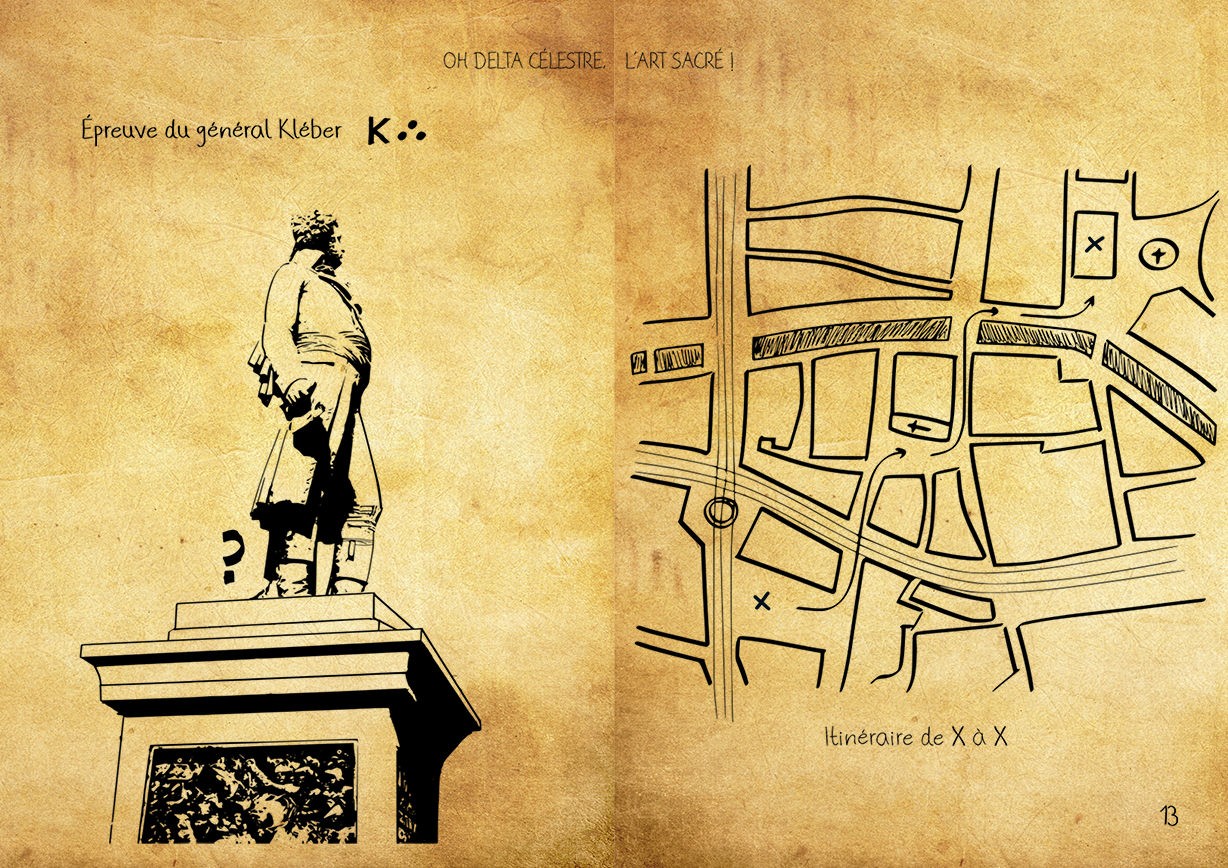 OH DELTA CÉLESTRE, L'ART SACRÉ !
Épreuve du général Kléber K∴
?
X
X
Itinéraire de X à X
13